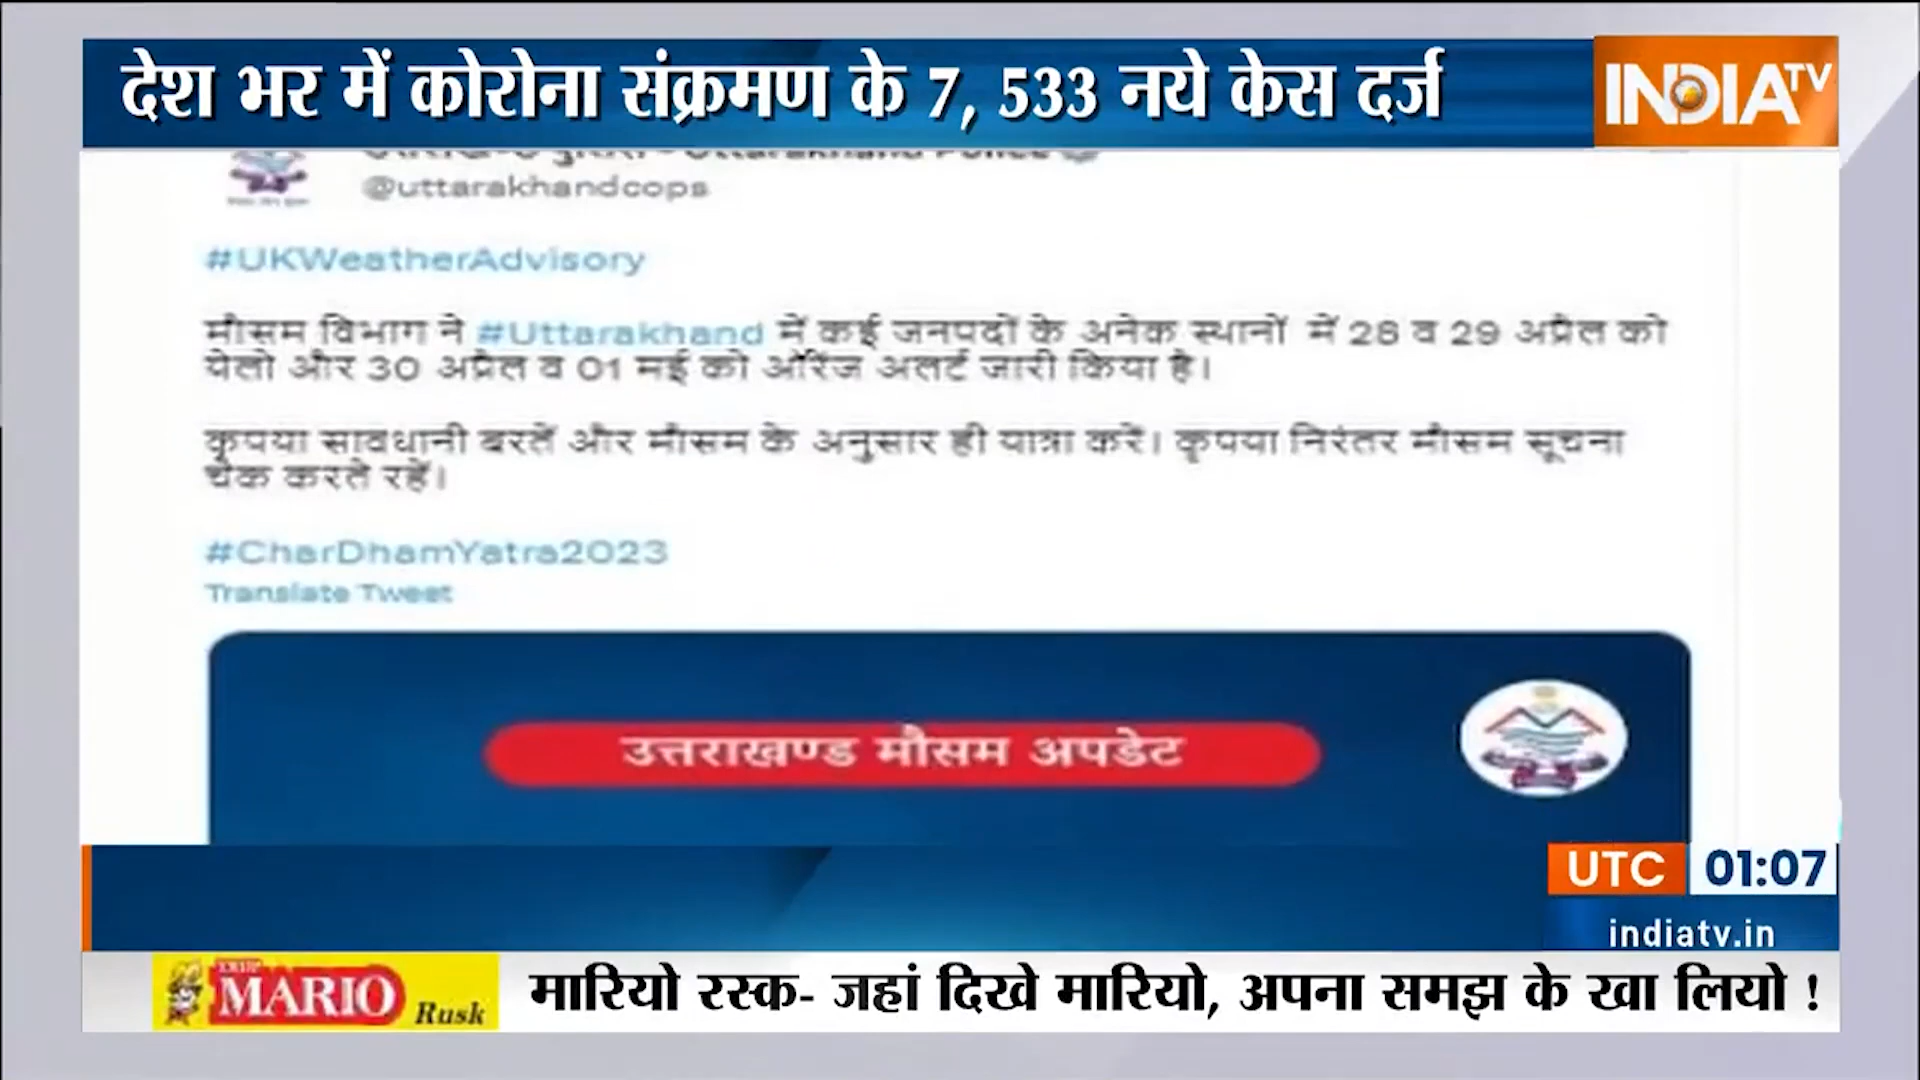 देश भर में कोरोना संक्रमण के 7, 533 नये केस दर्ज
INDIA TV
Uttarakhand Police
@uttarakhandcops
#UKWeatherAdvisory
मौसम विभाग ने #Uttarakhand में कई जनपदों के अनेक स्थानों में 28 व 29 अप्रैल को
येलो और 30 अप्रैल व 01 मई को ऑरेंज अलर्ट जारी किया है।
कृपया सावधानी बरतें और मौसम के अनुसार ही यात्रा करें। कृपया निरंतर मौसम सूचना
चेक करते रहें।
#CharDhamYatra2023
Translate Tweet
उत्तराखण्ड मौसम अपडेट
UTC 01:07
indiatv.in
MARIO Rusk
मारियो रस्क- जहां दिखे मारियो, अपना समझ के खा लियो !